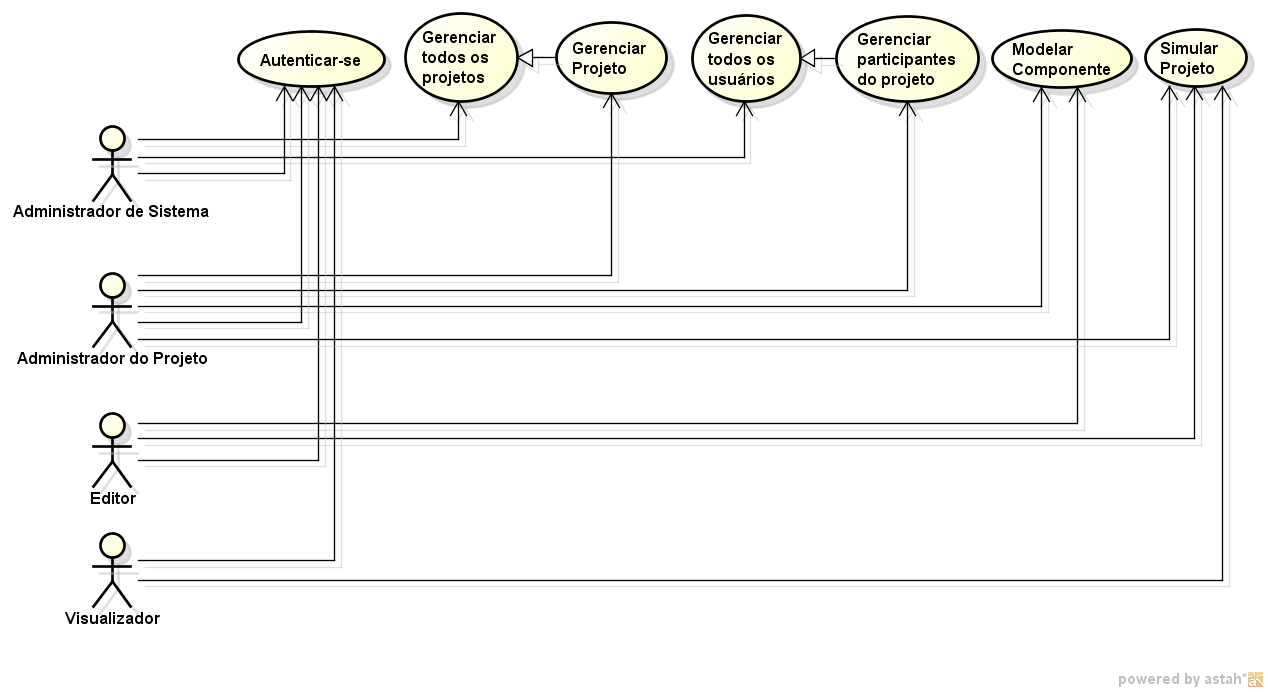 Autenticar-se
Gerenciar
todos os
projetos
Gerenciar
Projeto
Gerenciar
todos os
usuários
Gerenciar
participantes
do projeto
Modelar
Componente
Simular
Projeto
Administrador de Sistema
Administrador do Projeto
Editor
Visualizador
powered by astah*